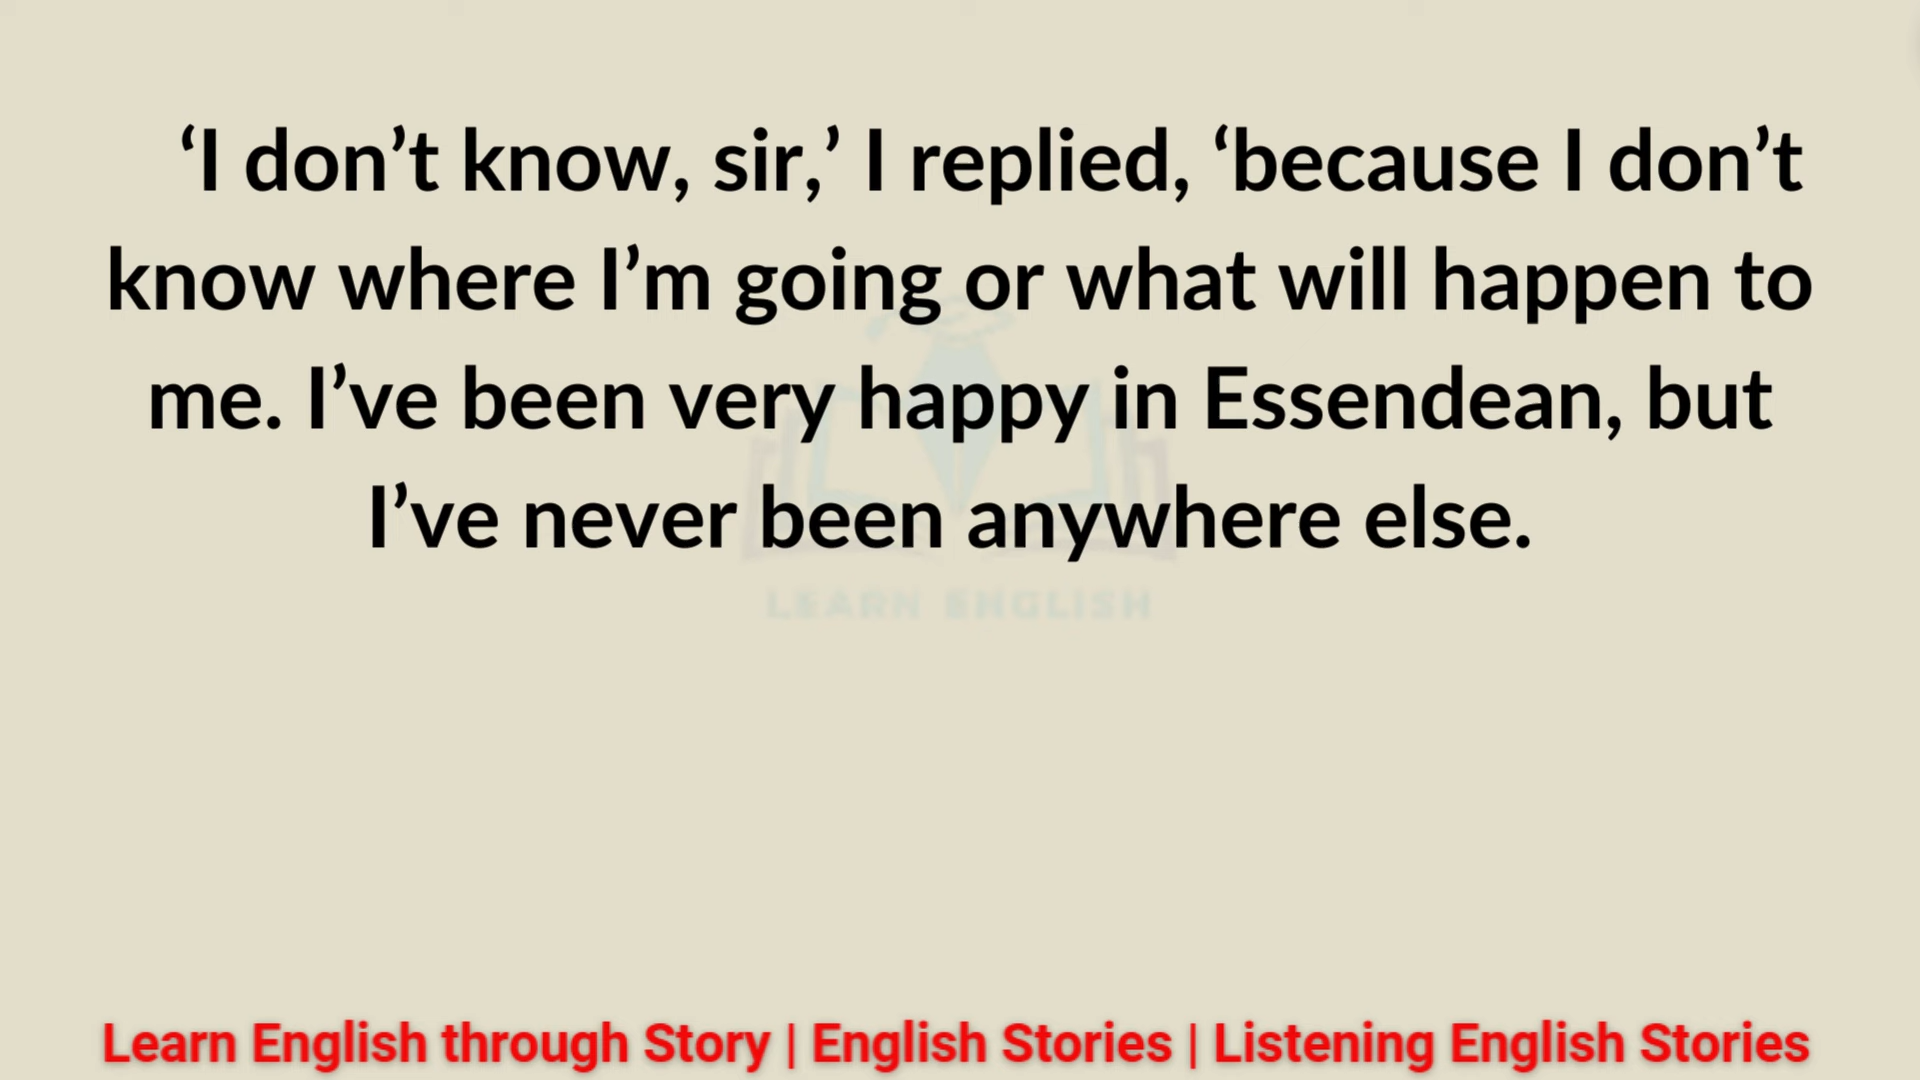 ‘I don’t know, sir,’ I replied, ‘because I don’t
know where I’m going or what will happen to
me. I’ve been very happy in Essendean, but
I’ve never been anywhere else.
LEARN ENGLISH
Learn English through Story | English Stories | Listening English Stories